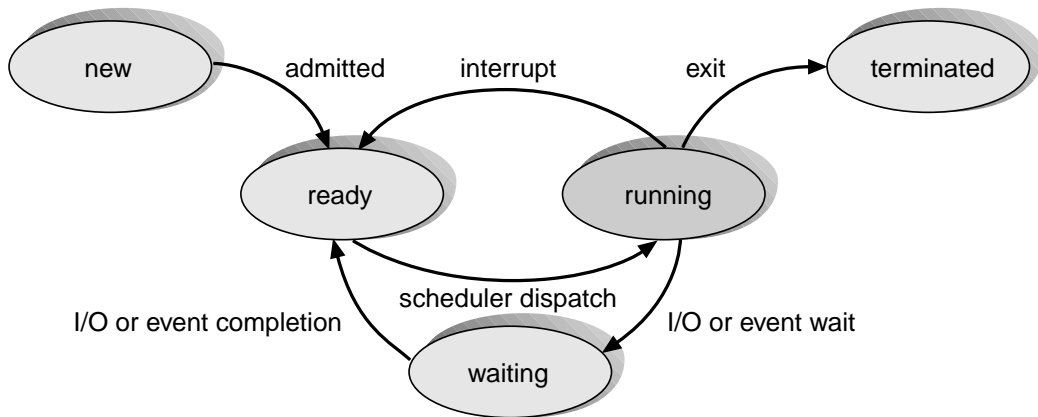 new
admitted
interrupt
exit
terminated
ready
running
scheduler dispatch
I/O or event completion
I/O or event wait
waiting